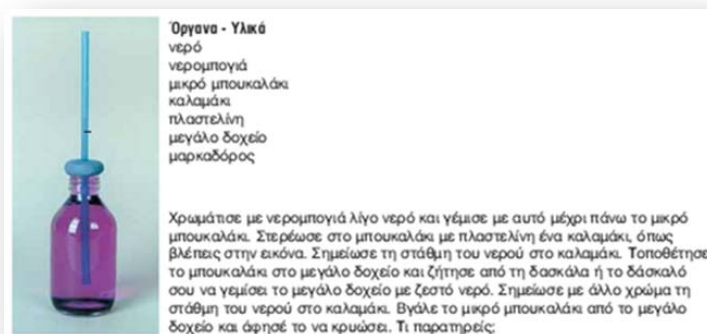 Όργανα - Υλικά
νερό
νερομπογιά
μικρό μπουκαλάκι
καλαμάκι
πλαστελίνη
μεγάλο δοχείο
μαρκαδόρος
Χρωμάτισε με νερομπογιά λίγο νερό και γέμισε με αυτό μέχρι πάνω το μικρό
μπουκαλάκι. Στερέωσε στο μπουκαλάκι με πλαστελίνη ένα καλαμάκι, όπως
βλέπεις στην εικόνα. Σημείωσε τη στάθμη του νερού στο καλαμάκι. Τοποθέτησε
το μπουκαλάκι στο μεγάλο δοχείο και ζήτησε από τη δασκάλα ή το δάσκαλό
σου να γεμίσει το μεγάλο δοχείο με ζεστό νερό. Σημείωσε με άλλο χρώμα τη
στάθμη του νερού στο καλαμάκι. Βγάλε το μικρό μπουκαλάκι από το μεγάλο
δοχείο και άφησέ το να κρυώσει. Τι παρατηρείς;